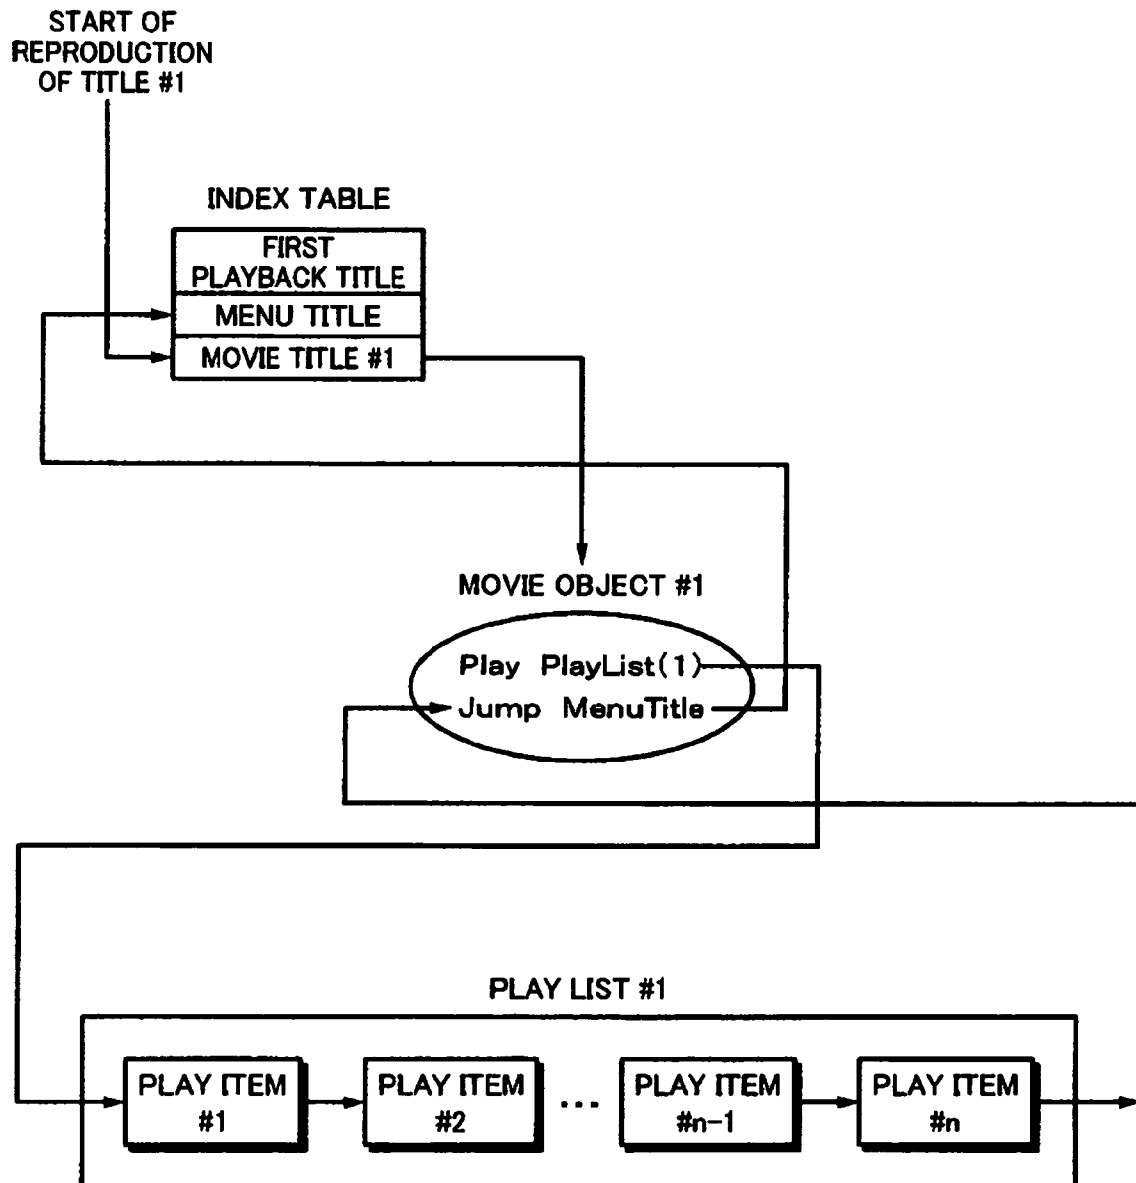 START OF
REPRODUCTION
OF TITLE #1
INDEX TABLE
FIRST
PLAYBACK TITLE
MENU TITLE
MOVIE TITLE #1
MOVIE OBJECT #1
Play PlayList(1)
Jump MenuTitle
PLAY LIST #1
PLAY ITEM
#1
PLAY ITEM
#2
...
PLAY ITEM
#n-1
PLAY ITEM
#n